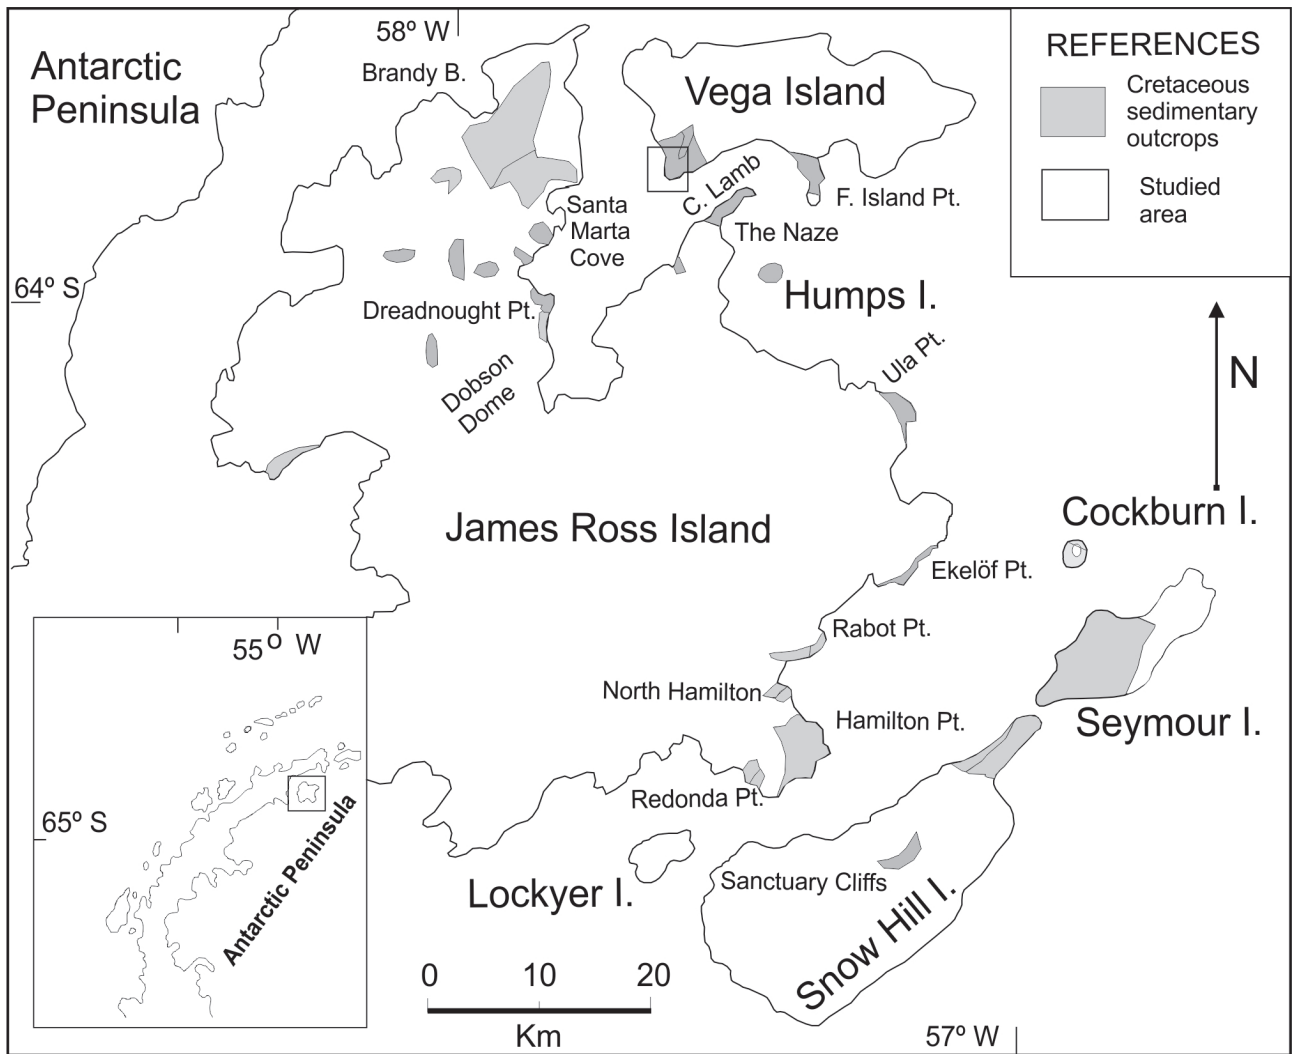 58º W
Antarctic
Peninsula
Brandy B.
Vega Island
REFERENCES
Cretaceous
sedimentary
outcrops
Studied
area
C. Lamb
F. Island Pt.
Santa
Marta
Cove
The Naze
64º S
Humps I.
Dreadnought Pt.
Ula Pt.
N
Dobson
Dome
James Ross Island
Cockburn I.
Ekelöf Pt.
Rabot Pt.
55º W
North Hamilton
Hamilton Pt.
Seymour I.
Redonda Pt.
65º S
Antarctic Peninsula
Lockyer I.
Sanctuary Cliffs
Snow Hill I.
0 10 20
Km
57º W